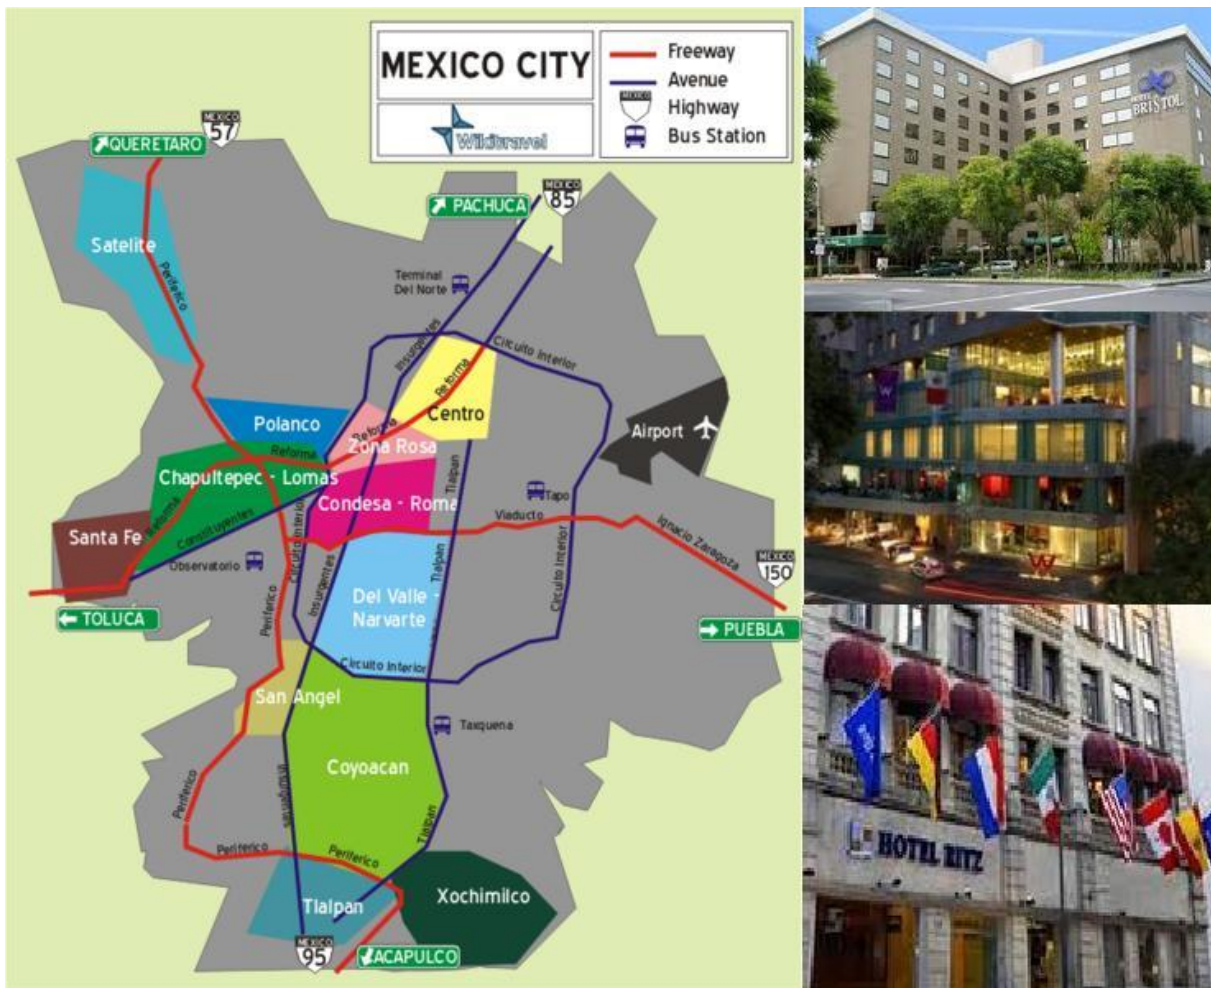 MEXICO CITY
Wikitravel
Freeway
Avenue
MEXICO
Highway
Bus Station
MEXICO
57
QUERETARO
MEXICO
85
PACHUCA
Satelite
Periferico
Terminal
Del Norte
Insurgentes
Circuito Interior
Reforma
Centro
Polanco
Reforma
Zona Rosa
Airport
Reforma
Chapultepec - Lomas
Condesa - Roma
Tlalpan
Tapo
Reforma
Constituyentes
Circuito Interior
Viaducto
Ignacio Zaragoza
Santa Fe
Observatorio
Insurgentes
Tlalpan
Circuito Interior
MEXICO
150
TOLUCA
Periferico
Del Valle -
Narvarte
PUEBLA
Circuito Interior
San Angel
Taxquena
Coyoacan
Periferico
Insurgentes
Tlalpan
Periferico
Periferico
Tlalpan
Xochimilco
MEXICO
95
ACAPULCO
HOTEL
BRISTOL
W
W
HOTEL RITZ